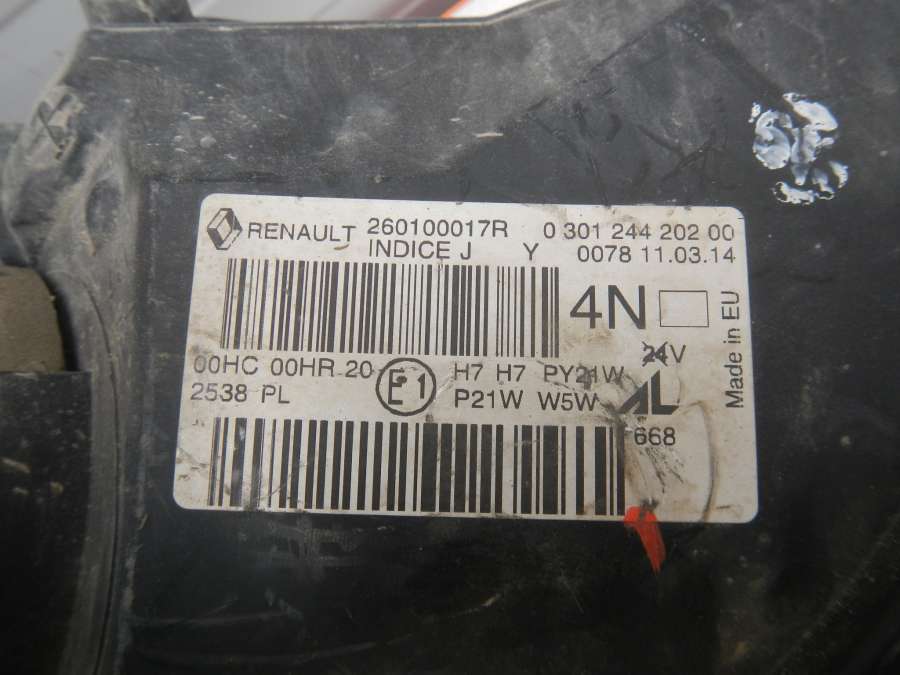 RENAULT 260100017R 0 301 244 202 00
INDICE J Y 0078 11.03.14
4N
24V
00HC 00HR 20 E1 H7 H7 PY21W
2538 PL P21W W5W AL
668
Made in EU